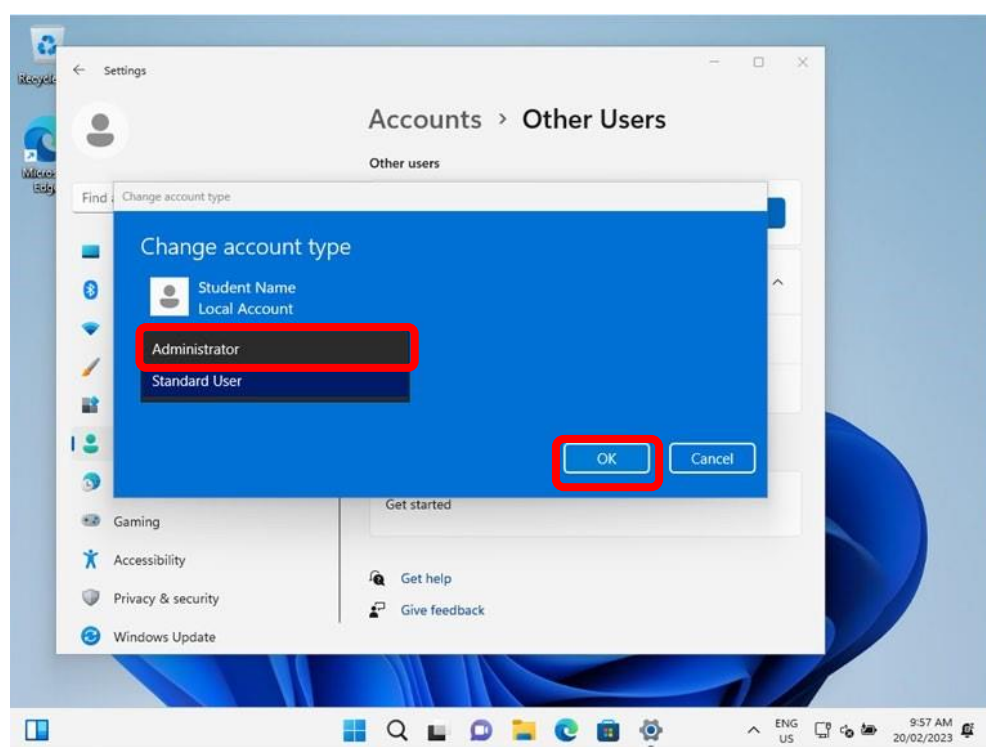 Settings
Accounts > Other Users
Other users
Find
Change account type
Change account type
Student Name
Local Account
Administrator
Standard User
OK
Cancel
Get started
Gaming
Accessibility
Privacy & security
Windows Update
Get help
Give feedback
ENG
US
9:57 AM
20/02/2023